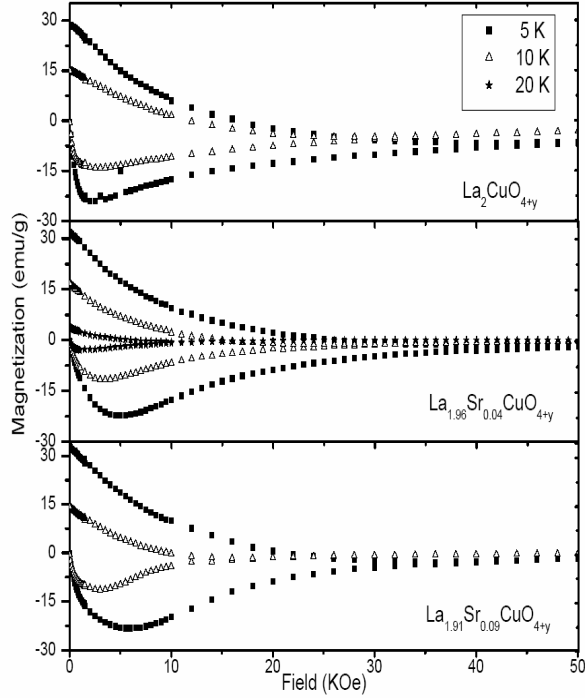 30
15
0
-15
30
5 K
10 K
20 K
La2CuO4+y
30
15
0
-15
30
La1.96Sr0.04CuO4+y
30
15
0
-15
30
La1.91Sr0.09CuO4+y
0 10 20 30 40 50
Field (KOe)
Magnetization (emu/g)